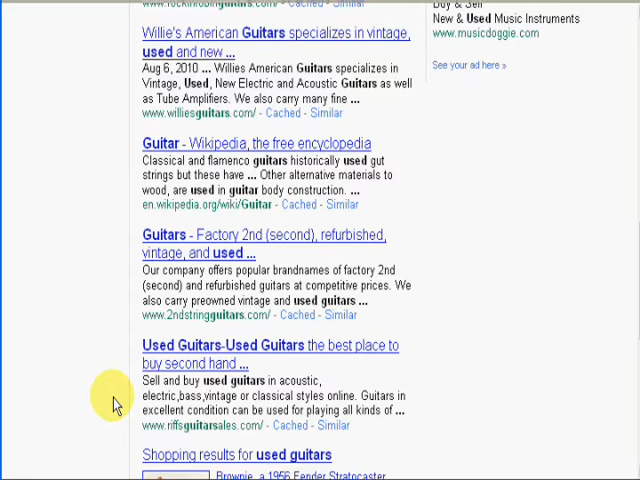 www.rockinrobinguitars.com/ - Cached - Similar
Willie's American Guitars specializes in vintage,
used and new ...
Aug 6, 2010 ... Willies American Guitars specializes in
Vintage, Used, New Electric and Acoustic Guitars as well
as Tube Amplifiers. We also carry many fine ...
www.williesguitars.com/ - Cached - Similar
Guitar - Wikipedia, the free encyclopedia
Classical and flamenco guitars historically used gut
strings but these have ... Other alternative materials to
wood, are used in guitar body construction. ...
en.wikipedia.org/wiki/Guitar - Cached - Similar
Guitars - Factory 2nd (second), refurbished,
vintage, and used ...
Our company offers popular brandnames of factory 2nd
(second) and refurbished guitars at competitive prices. We
also carry preowned vintage and used guitars ...
www.2ndstringguitars.com/ - Cached - Similar
Used Guitars-Used Guitars the best place to
buy second hand ...
Sell and buy used guitars in acoustic,
electric,bass,vintage or classical styles online. Guitars in
excellent condition can be used for playing all kinds of ...
www.riffsguitarsales.com/ - Cached - Similar
Shopping results for used guitars
Brownie, a 1956 Fender Stratocaster
Buy & Sell
New & Used Music Instruments
www.musicdoggie.com
See your ad here »